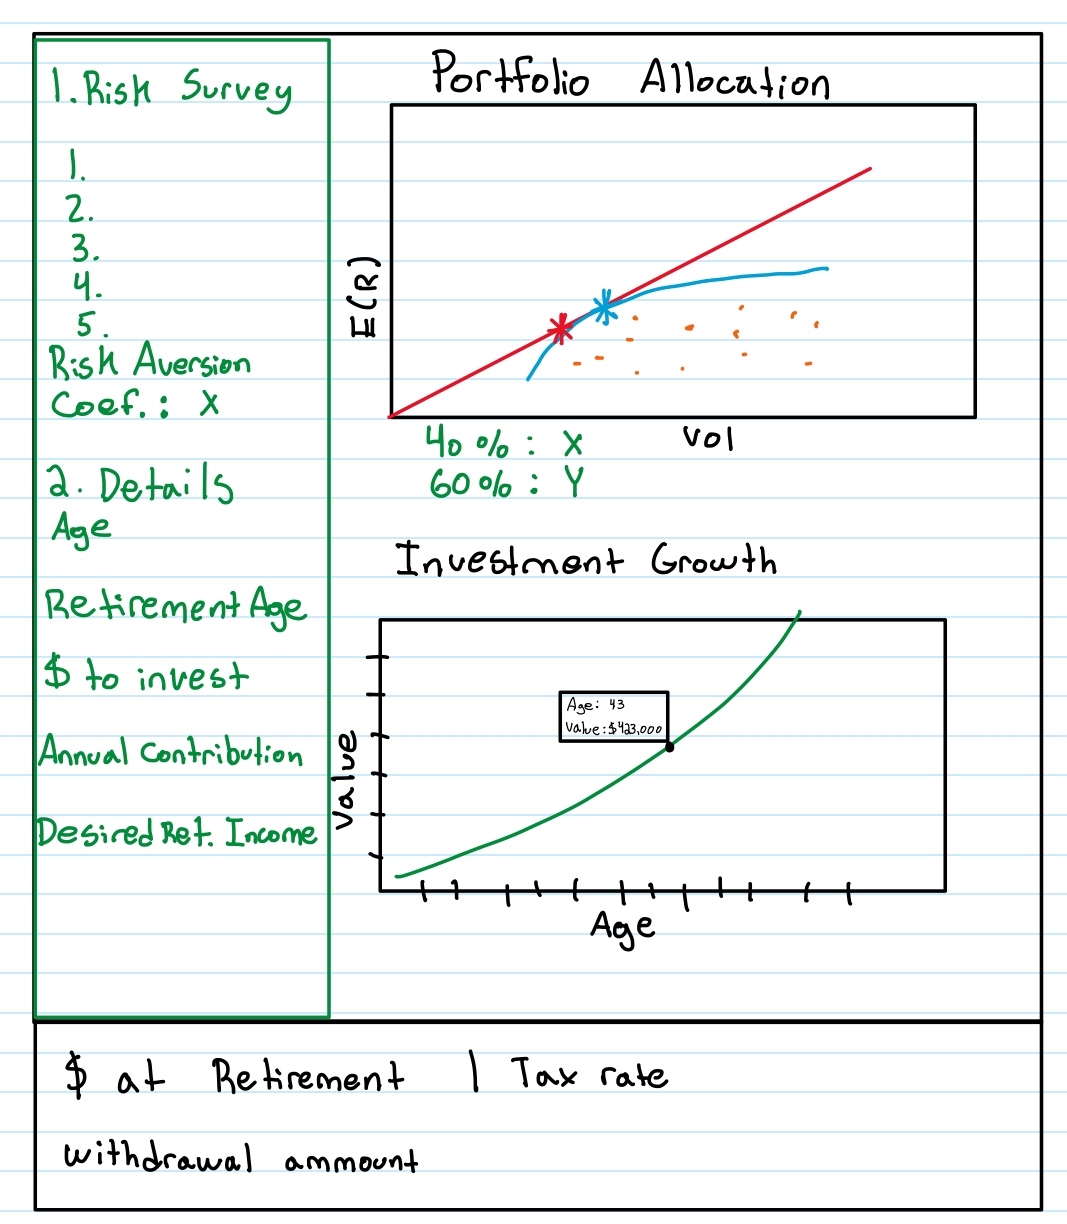 1. Risk Survey
1.
2.
3.
4.
5.
Risk Aversion
Coef.: X
2. Details
Age
Retirement Age
$ to invest
Annual Contribution
Desired Ret. Income
Portfolio Allocation
E(R)
Vol
40%: X
60%: Y
Investment Growth
Age: 43
Value: $423,000
Value
Age
$ at Retirement | Tax rate
withdrawal ammount